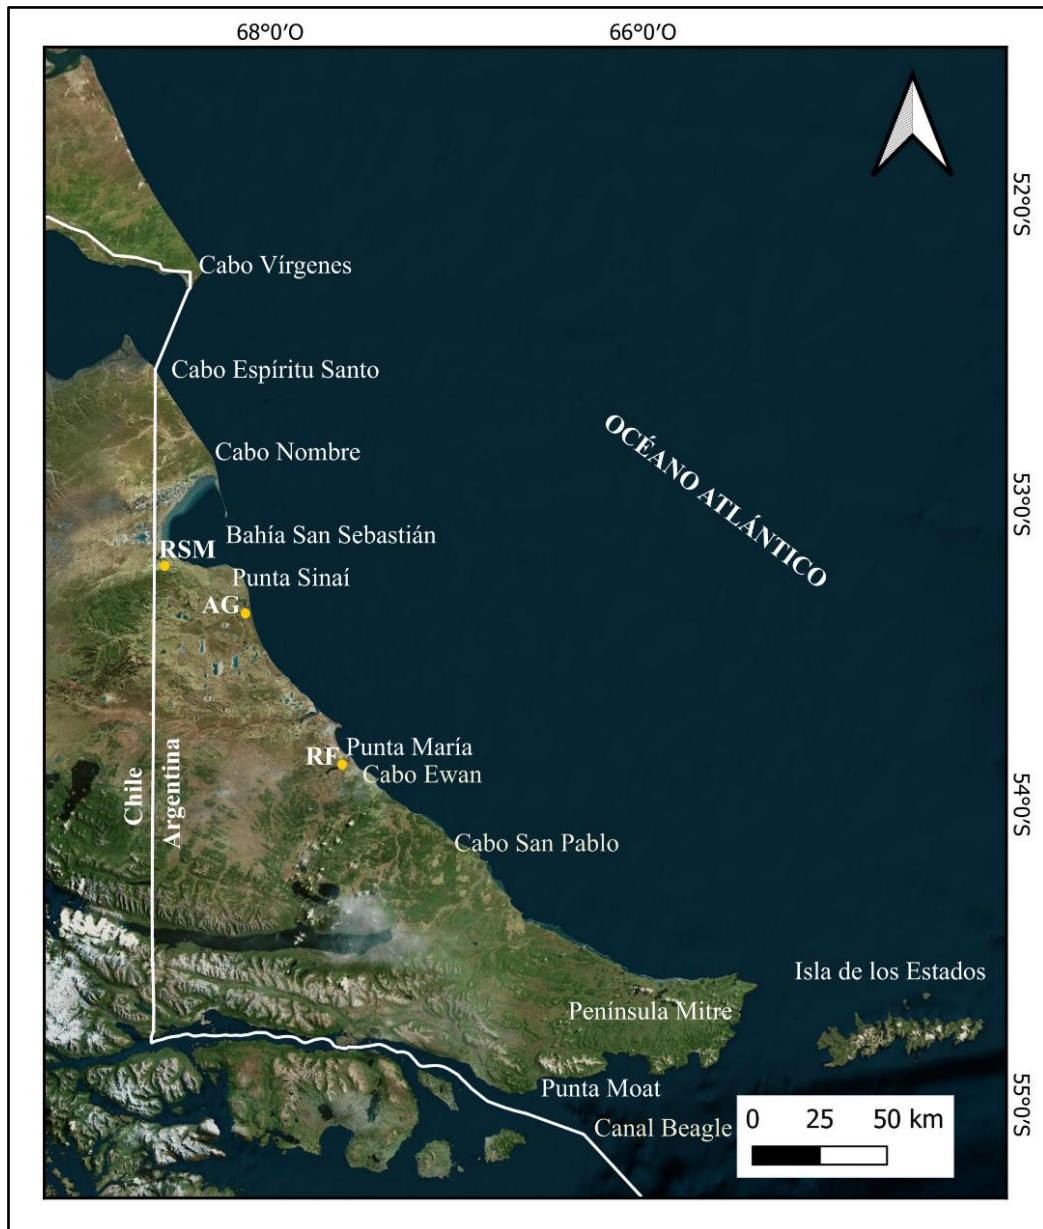 68°0'O
66°0'O
52°0'S
Cabo Vírgenes
Cabo Espíritu Santo
OCÉANO ATLÁNTICO
Cabo Nombre
53°0'S
Bahía San Sebastián
RSM
Punta Sinaí
AG
Punta María
RF
Cabo Ewan
Chile
Argentina
54°0'S
Cabo San Pablo
Isla de los Estados
Península Mitre
Punta Moat
55°0'S
Canal Beagle
0 25 50 km